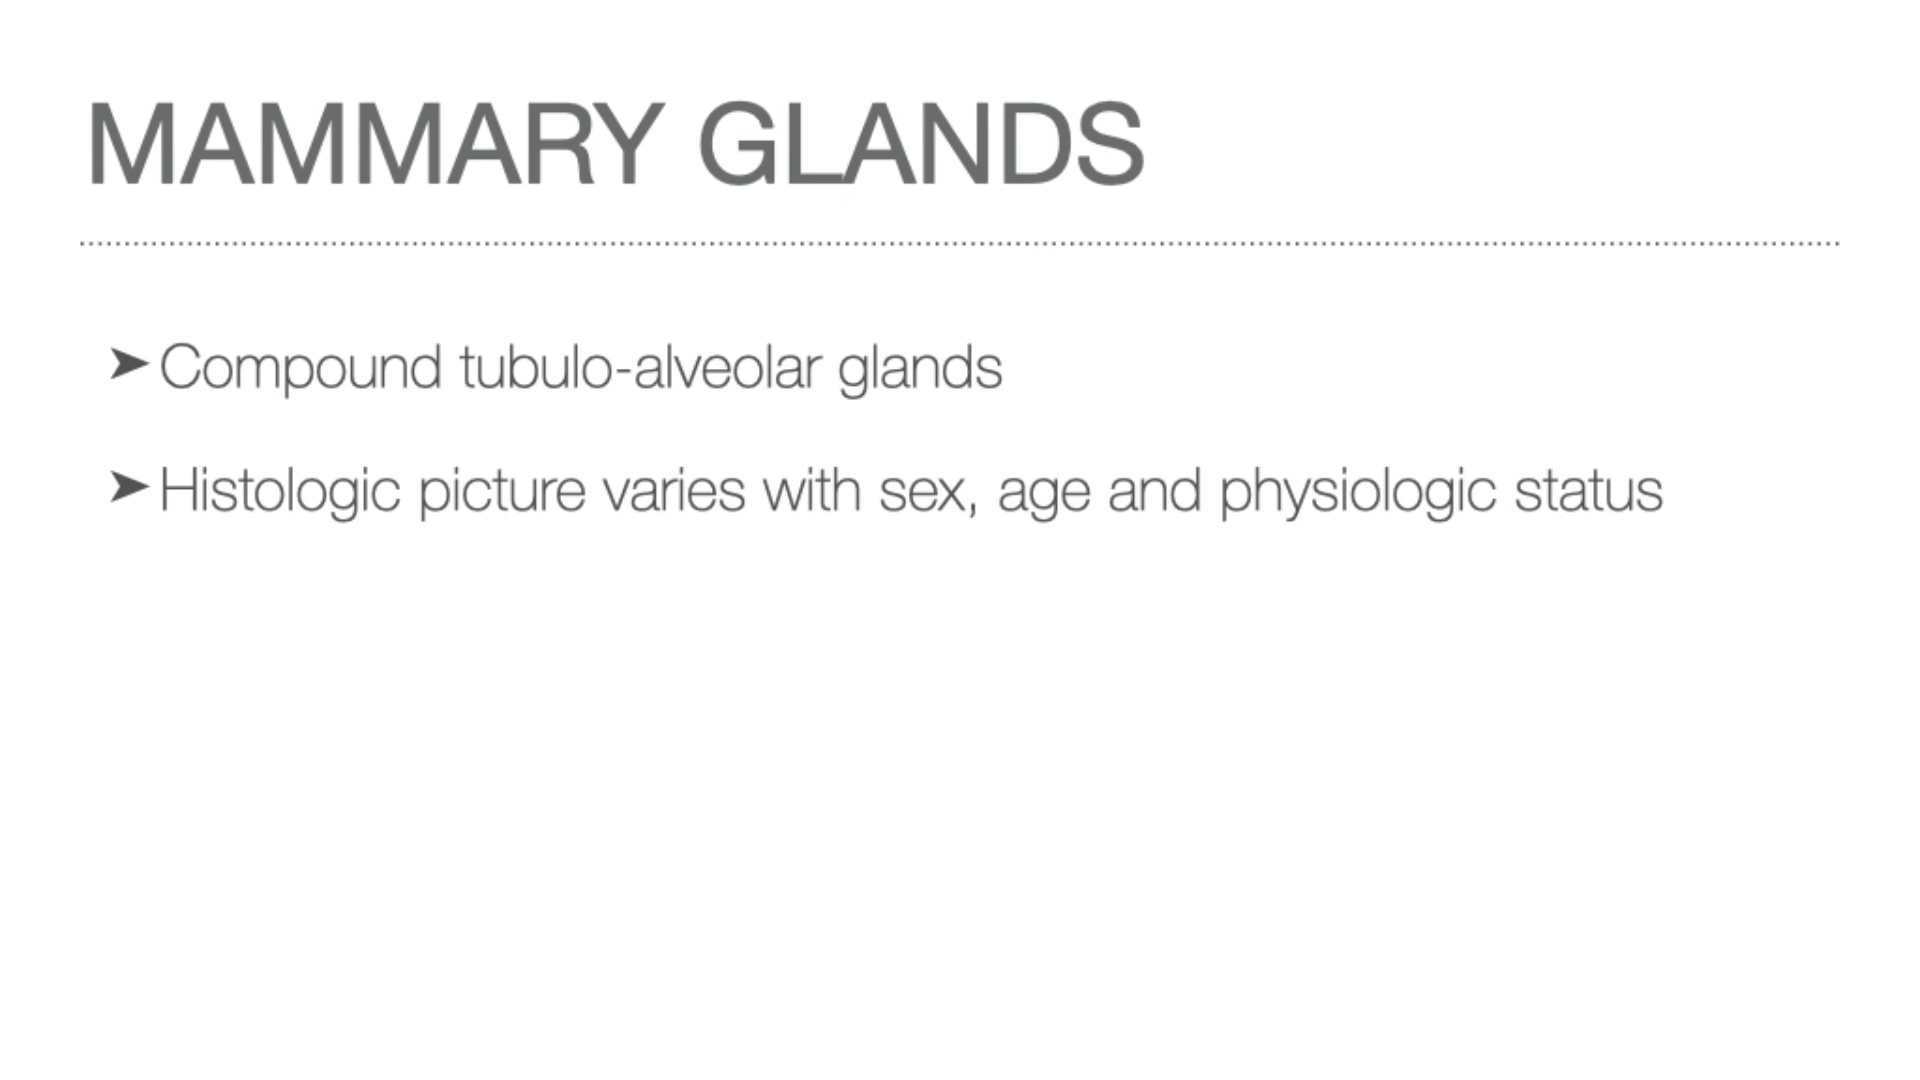 MAMMARY GLANDS
➤ Compound tubulo-alveolar glands
➤ Histologic picture varies with sex, age and physiologic status